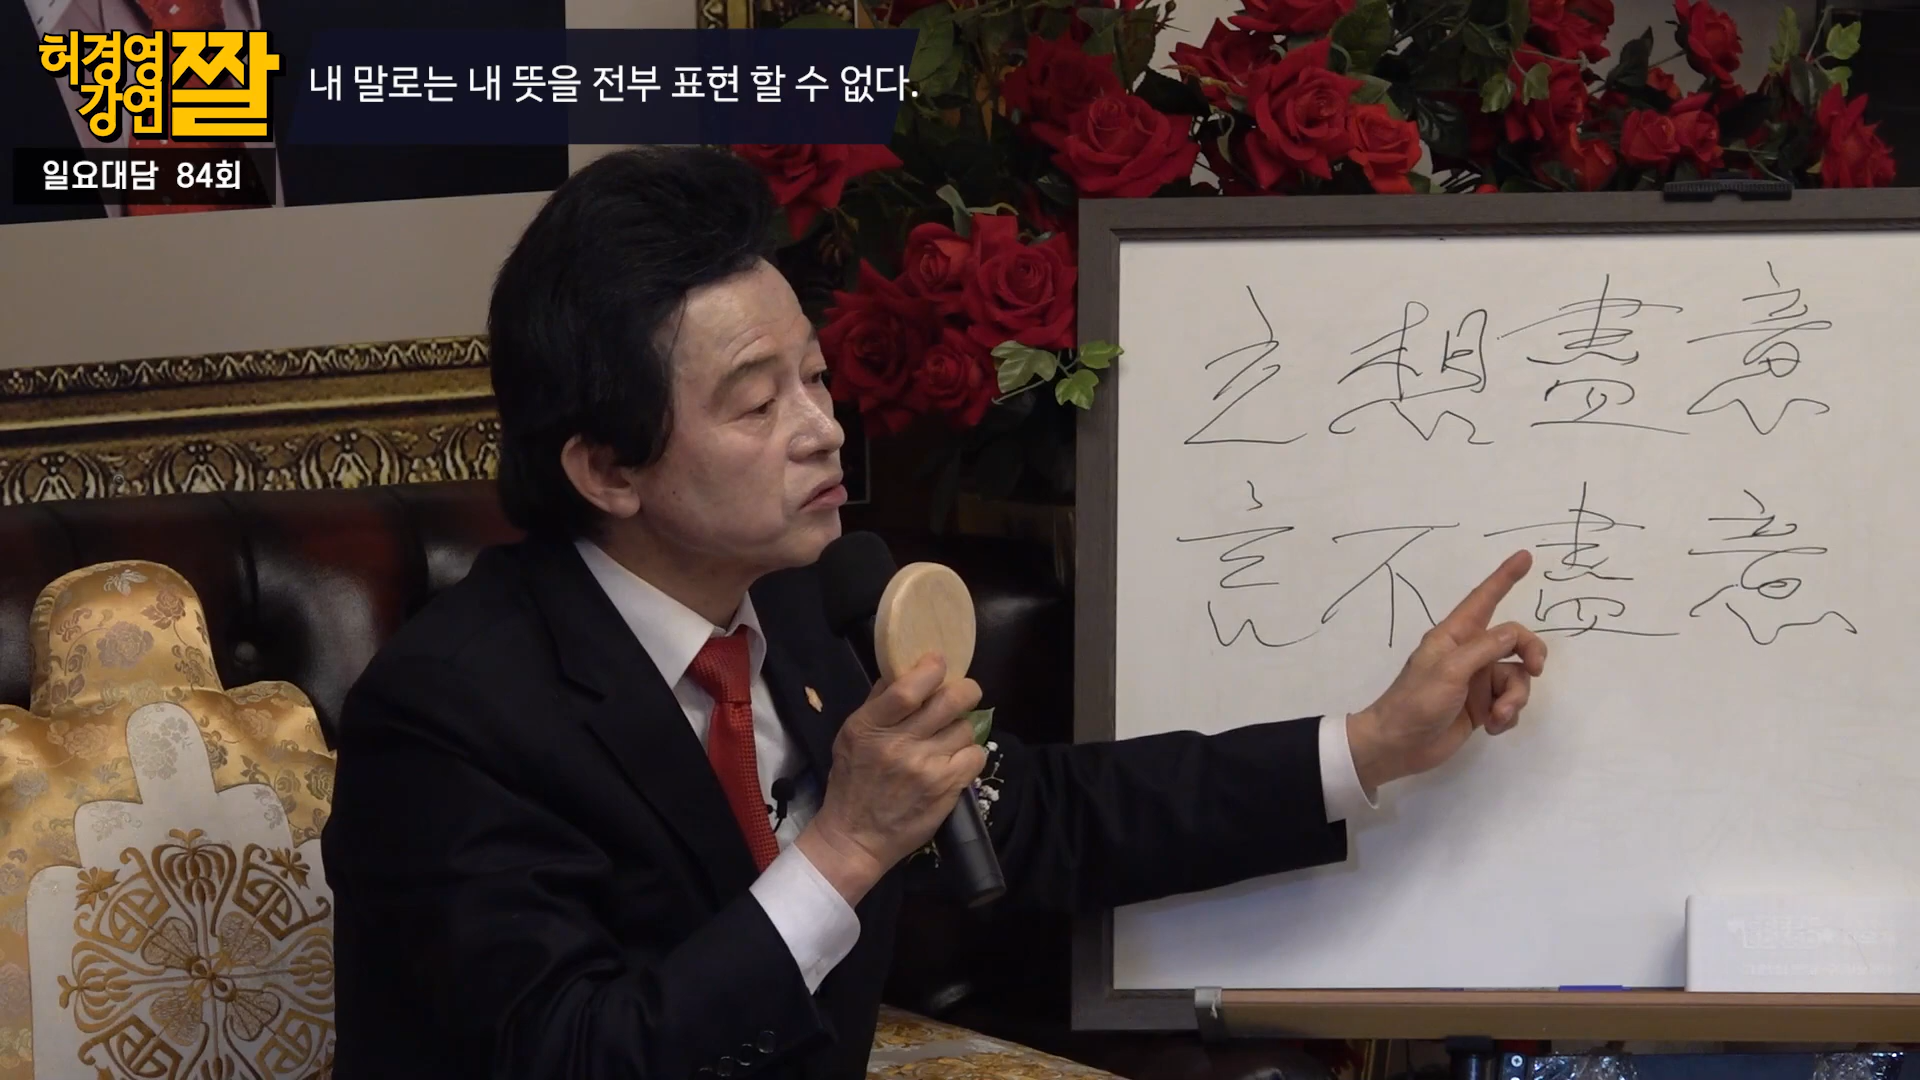 허경영
강연 짤
내 말로는 내 뜻을 전부 표현 할 수 없다.
일요대담 84회
立想盡意
言不盡意